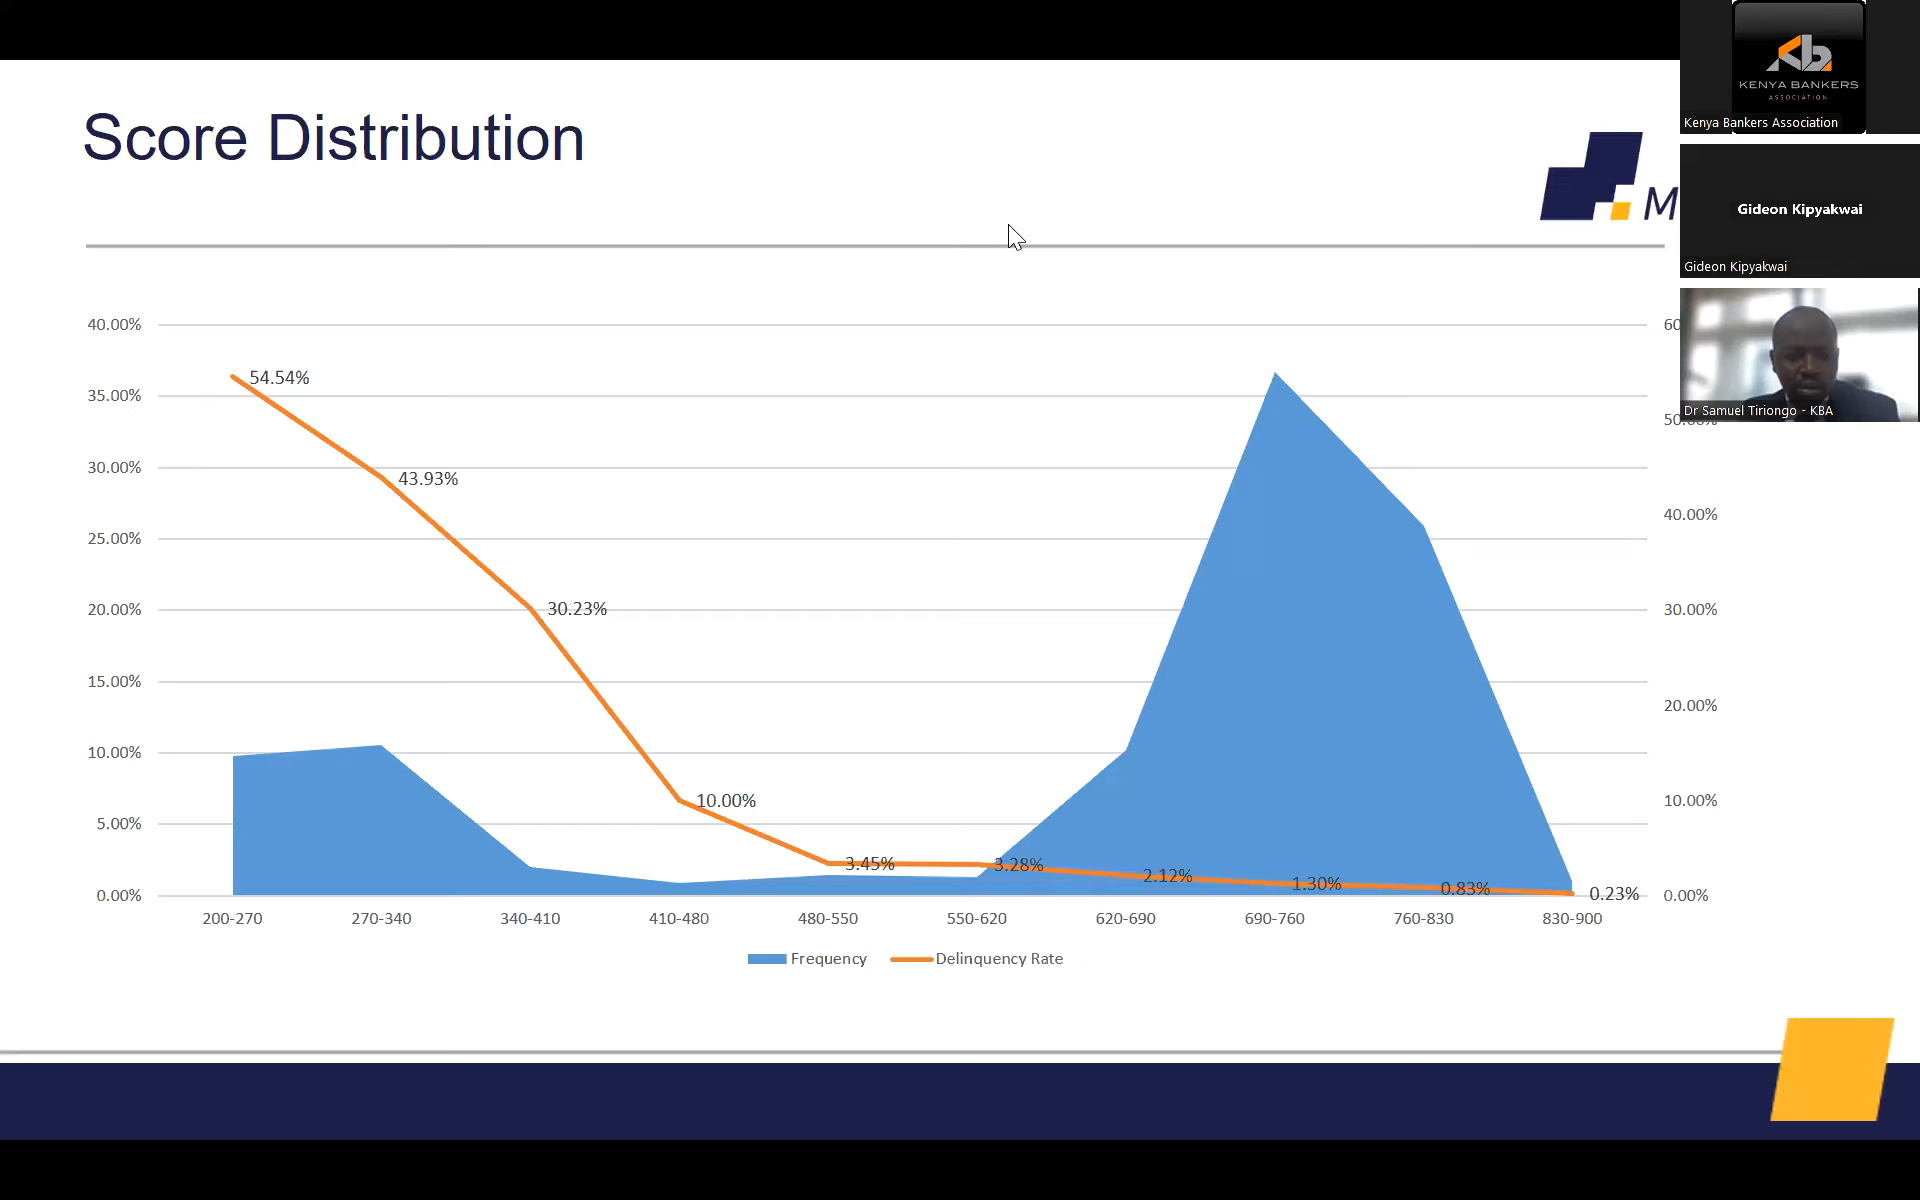 Score Distribution
M
KENYA BANKERS
ASSOCIATION
Kenya Bankers Association
Gideon Kipyakwai
Gideon Kipyakwai
Dr Samuel Tiriongo - KBA
40.00%
35.00%
30.00%
25.00%
20.00%
15.00%
10.00%
5.00%
0.00%
54.54%
43.93%
30.23%
10.00%
3.45%
3.28%
2.12%
1.30%
0.83%
0.23%
60
50.00%
40.00%
30.00%
20.00%
10.00%
0.00%
200-270 270-340 340-410 410-480 480-550 550-620 620-690 690-760 760-830 830-900
Frequency Delinquency Rate